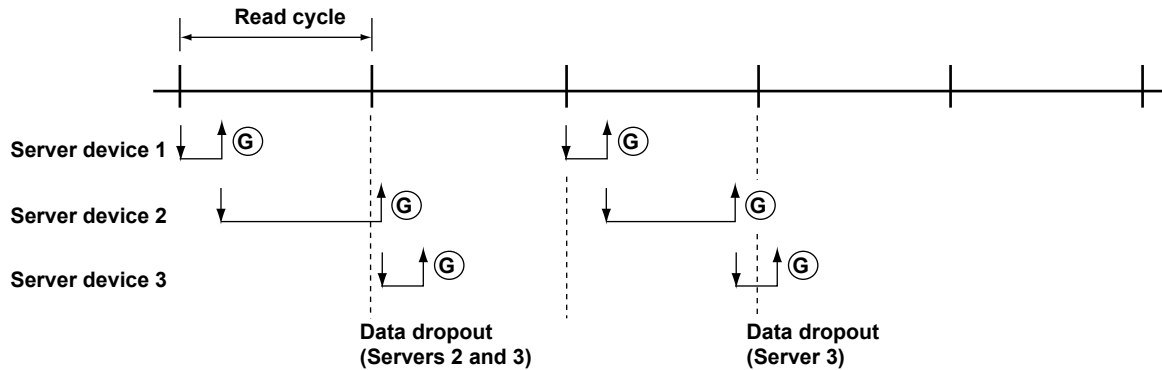 Read cycle
Server device 1
G
G
Server device 2
G
G
Server device 3
G
G
Data dropout
(Servers 2 and 3)
Data dropout
(Server 3)